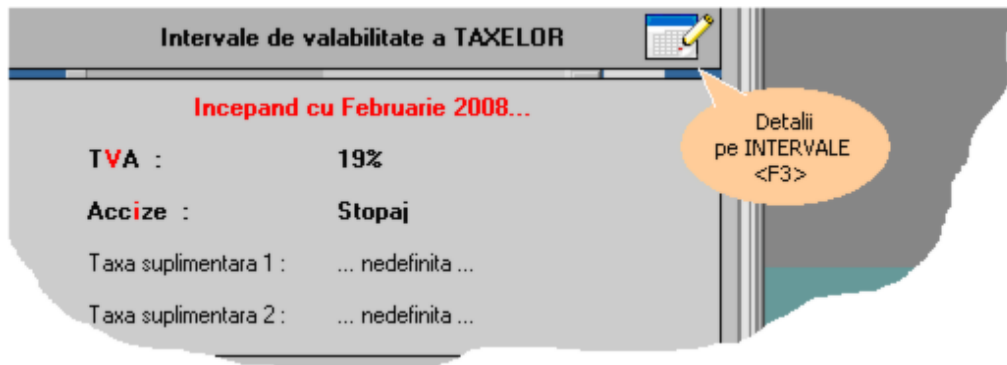 Intervale de valabilitate a TAXELOR
Incepand cu Februarie 2008...
Detalii
pe INTERVALE
<F3>
TVA : 19%
Accize : Stopaj
Taxa suplimentara 1 : ... nedefinita ...
Taxa suplimentara 2 : ... nedefinita ...